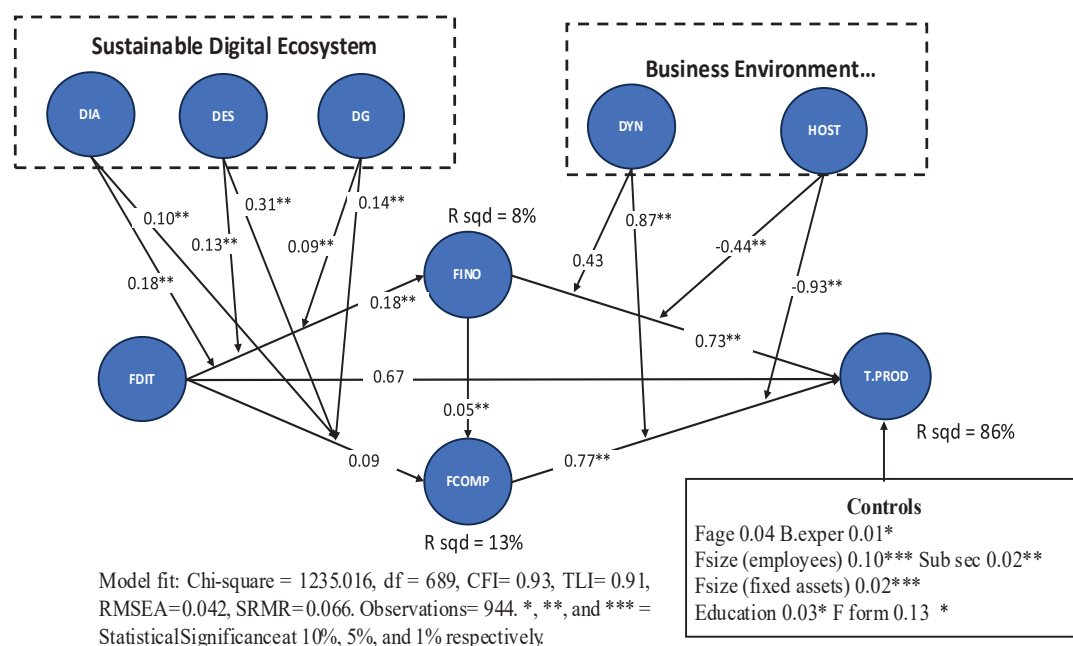 Sustainable Digital Ecosystem
Business Environment...
DIA
DES
DG
DYN
HOST
0.10**
0.31**
0.14**
0.13**
0.09**
0.18**
R sqd = 8%
0.87**
-0.44**
0.43
-0.93**
FINO
0.18**
0.73**
FDIT
0.67
T.PROD
0.05**
R sqd = 86%
0.09
0.77**
FCOMP
R sqd = 13%
Controls
Fage 0.04 B.exper 0.01*
Fsize (employees) 0.10*** Sub sec 0.02**
Fsize (fixed assets) 0.02***
Education 0.03* F form 0.13 *
Model fit: Chi-square = 1235.016, df = 689, CFI= 0.93, TLI= 0.91,
RMSEA=0.042, SRMR=0.066. Observations= 944. *, **, and *** =
StatisticalSignificanceat 10%, 5%, and 1% respectively.